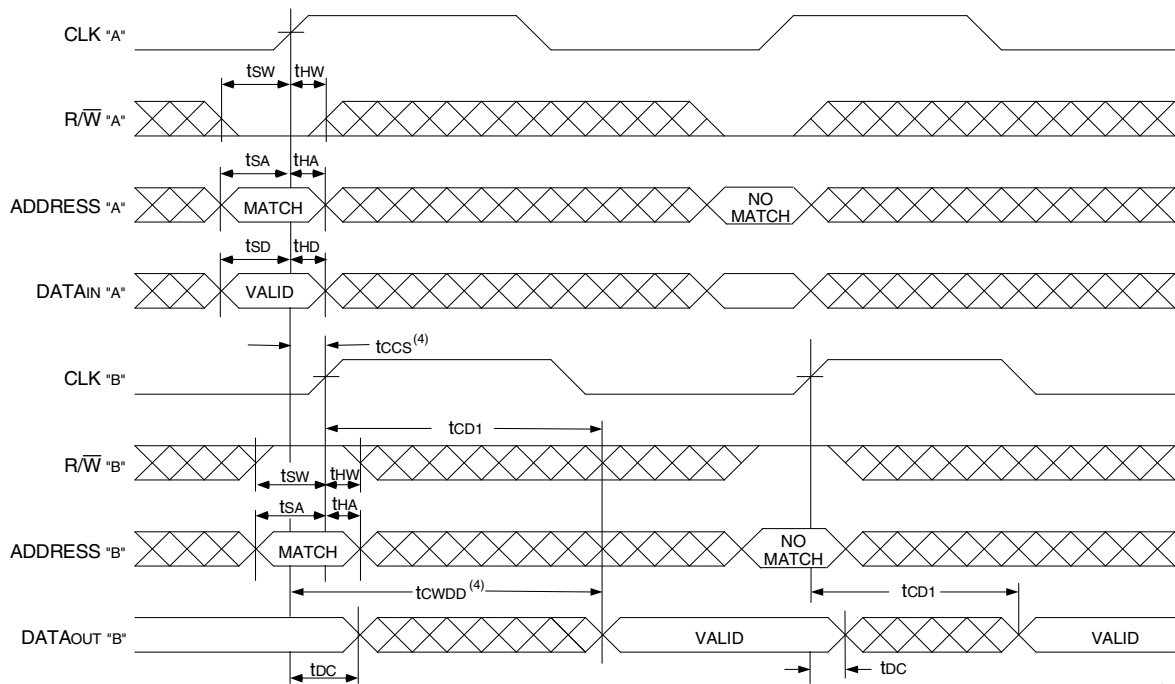 CLK "A"
tSW tHW
R/W̅ "A"
tSA tHA
ADDRESS "A" MATCH NO MATCH
tSD tHD
DATAIN "A" VALID
tCCS(4)
CLK "B"
tCD1
R/W̅ "B"
tSW tHW
tSA tHA
ADDRESS "B" MATCH NO MATCH
tCWDD(4) tCD1
DATAOUT "B" VALID VALID
tDC tDC